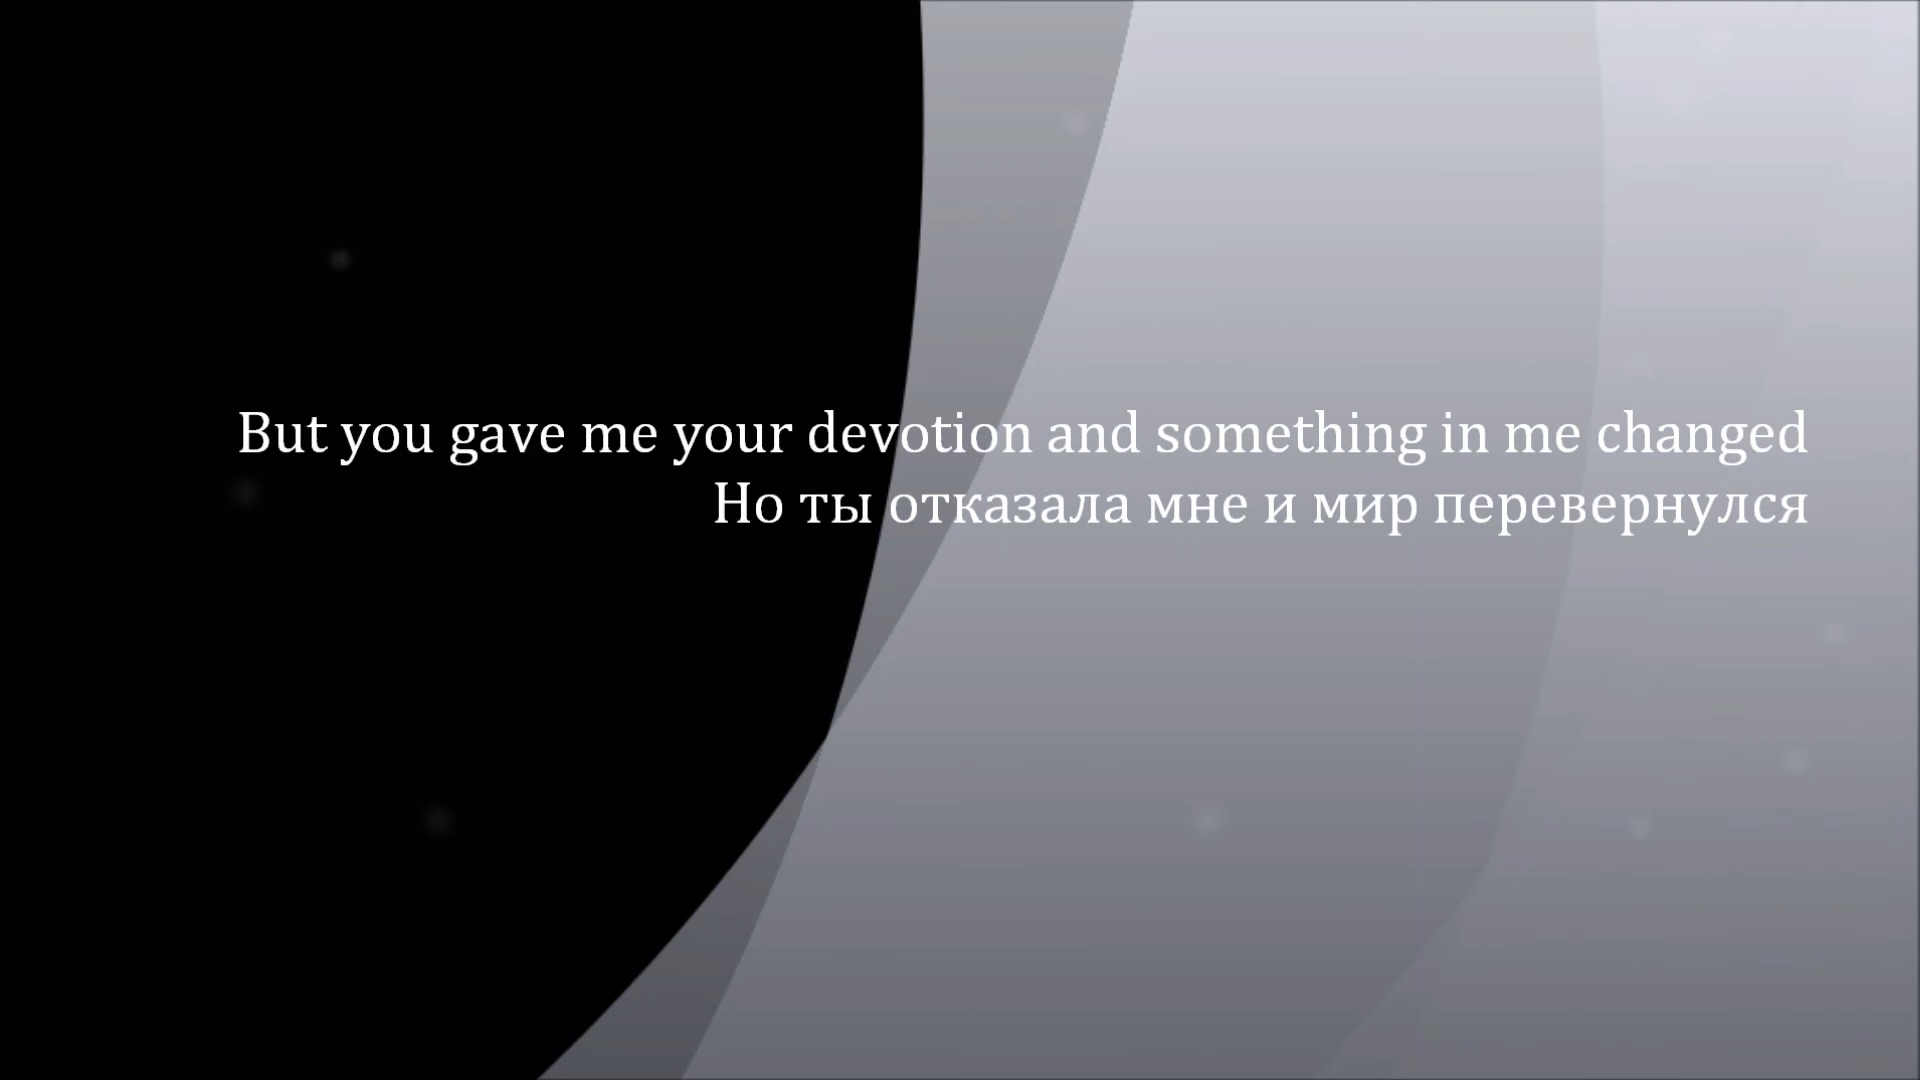 But you gave me your devotion and something in me changed
Но ты отказала мне и мир перевернулся